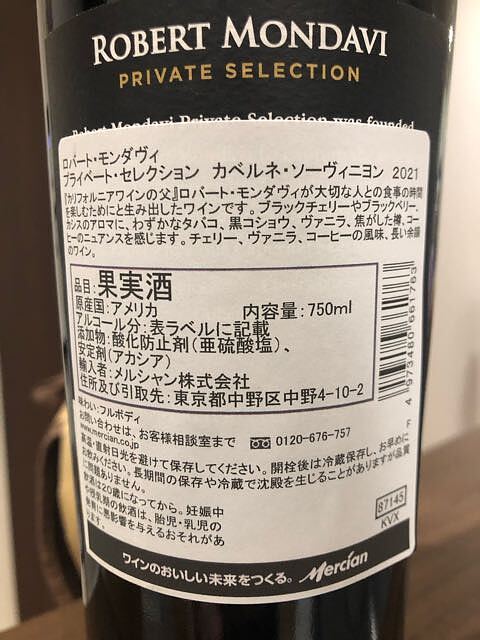 ROBERT MONDAVI
PRIVATE SELECTION
Robert Mondavi Private Selection was founded
ロバート・モンダヴィ
プライベート・セレクション カベルネ・ソーヴィニヨン 2021
『カリフォルニアワインの父』ロバート・モンダヴィが大切な人との食事の時間
を楽しむためにと生み出したワインです。ブラックチェリーやブラックベリー、
カシスのアロマに、わずかなタバコ、黒コショウ、ヴァニラ、焦がした樽、コー
ヒーのニュアンスを感じます。チェリー、ヴァニラ、コーヒーの風味、長い余韻
のワイン。
品目:果実酒
原産国:アメリカ 内容量:750ml
アルコール分:表ラベルに記載
添加物:酸化防止剤(亜硫酸塩)、
安定剤(アカシア)
輸入者:メルシャン株式会社
住所及び引取先:東京都中野区中野4-10-2
4 973480 661763
味わい:フルボディ
お問い合わせは、お客様相談室まで 0120-676-757
www.mercian.co.jp
高温・直射日光を避けて保存してください。開栓後は冷蔵保存し、お早めに
お飲みください。長期間の保存や冷蔵で沈殿を生じることがありますが品質
に問題ありません。
飲酒は20歳になってから。妊娠中
や授乳期の飲酒は、胎児・乳児の
発育に悪影響を与えるおそれがあ
F
87145
KVX
ワインのおいしい未来をつくる。 Mercian